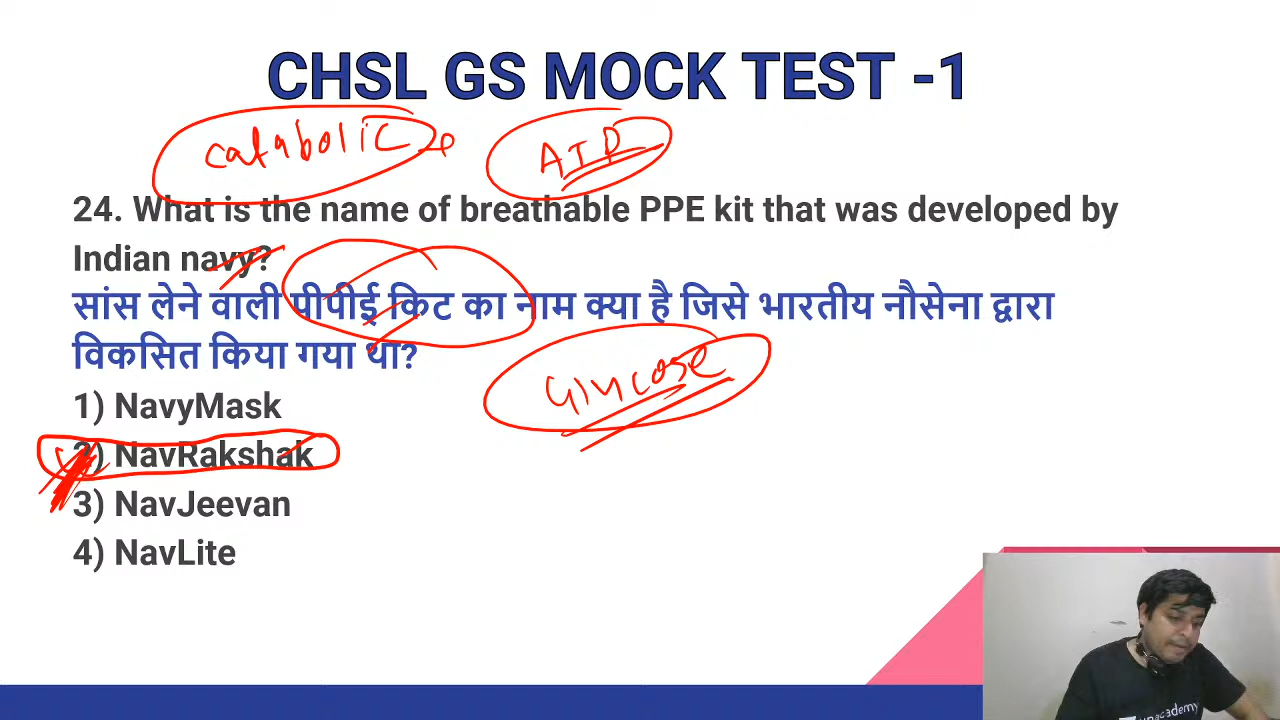 CHSL GS MOCK TEST -1
catabolic
ATP
24. What is the name of breathable PPE kit that was developed by
Indian navy?
सांस लेने वाली पीपीई किट का नाम क्या है जिसे भारतीय नौसेना द्वारा
विकसित किया गया था?
Glucose
1) NavyMask
2) NavRakshak
3) NavJeevan
4) NavLite
unacademy